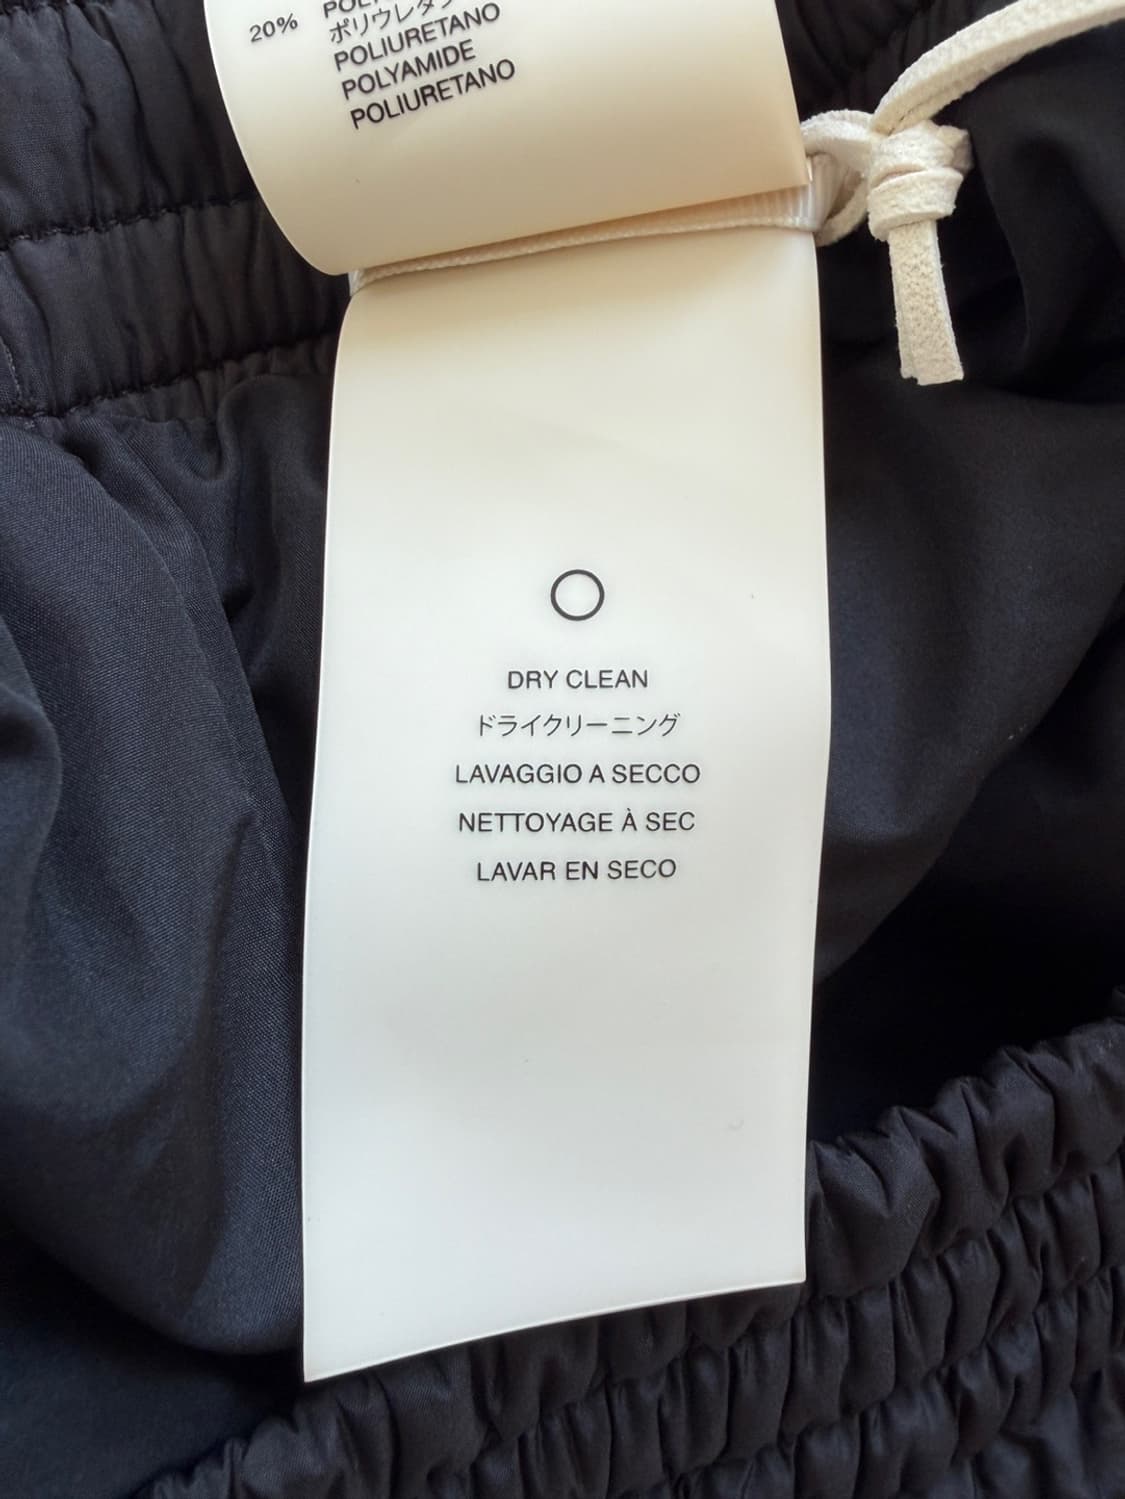 20%
ポリウレタン
POLIURETANO
POLYAMIDE
POLIURETANO
DRY CLEAN
ドライクリーニング
LAVAGGIO A SECCO
NETTOYAGE À SEC
LAVAR EN SECO